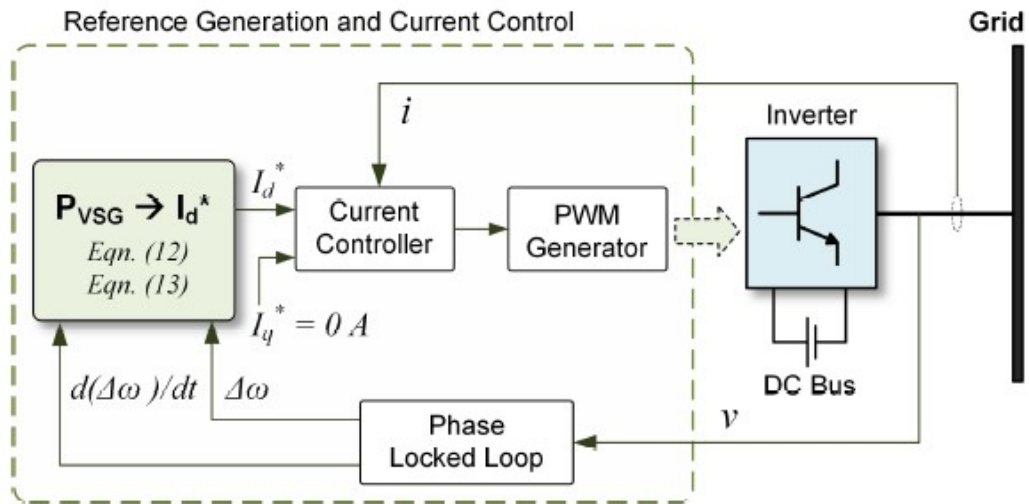 Reference Generation and Current Control
Grid
i
Inverter
P_VSG → I_d*
Eqn. (12)
Eqn. (13)
I_d*
Current
Controller
PWM
Generator
I_q* = 0 A
d(Δω)/dt
Δω
DC Bus
Phase
Locked Loop
v